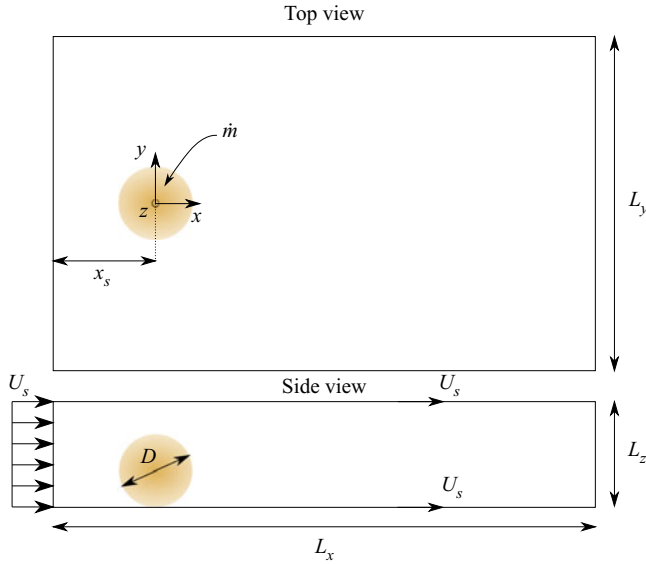 Top view
ṁ
y
z
x
L_y
x_s
U_s
Side view
U_s
D
L_z
U_s
L_x